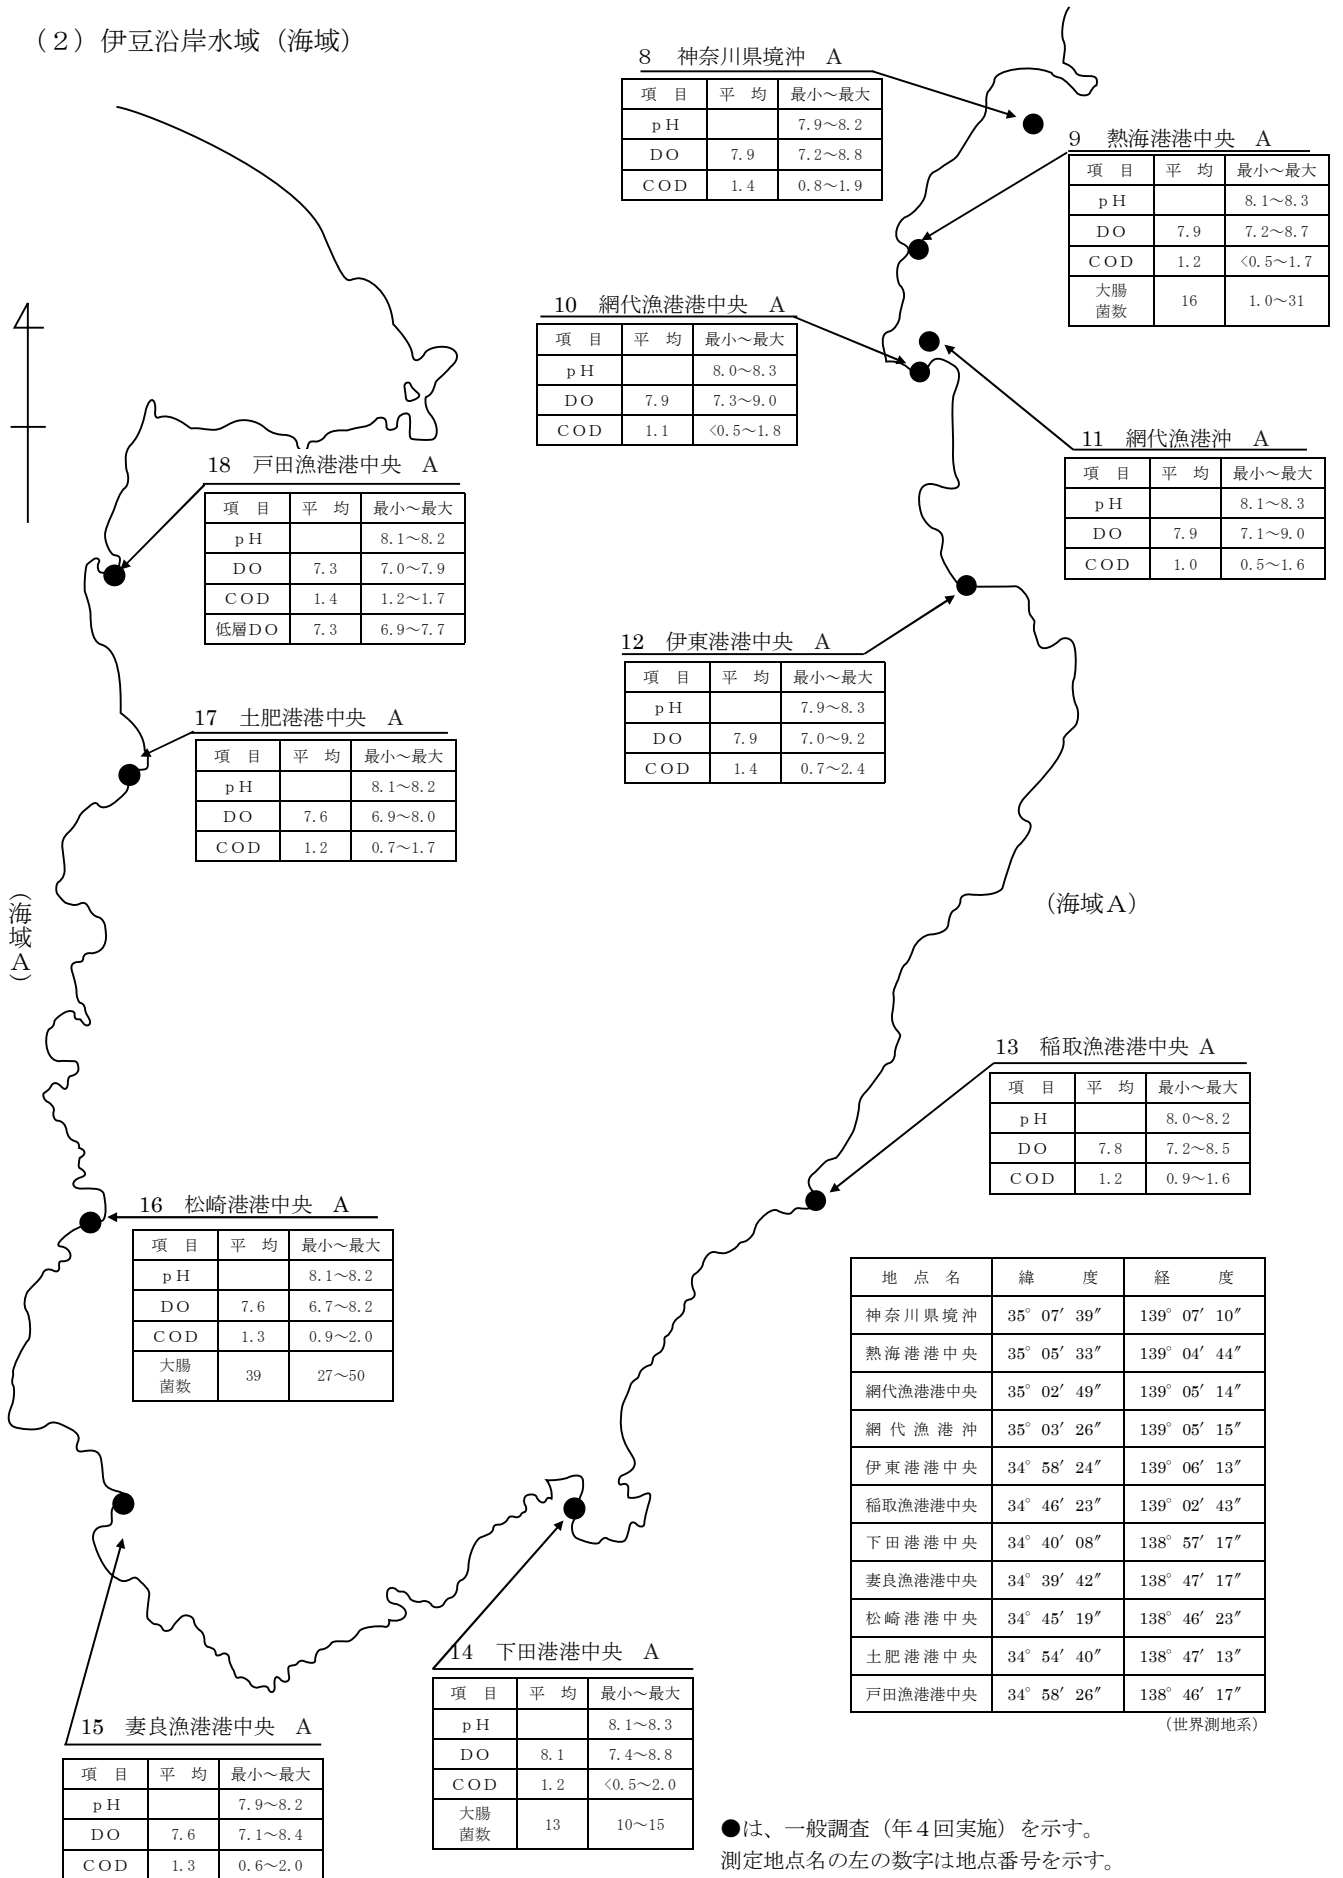 （２）伊豆沿岸水域（海域）
8 神奈川県境沖 A
項 目 平 均 最小～最大
pH 7.9～8.2
DO 7.9 7.2～8.8
COD 1.4 0.8～1.9
9 熱海港港中央 A
項 目 平 均 最小～最大
pH 8.1～8.3
DO 7.9 7.2～8.7
COD 1.2 <0.5～1.7
大腸
菌数 16 1.0～31
10 網代漁港港中央 A
項 目 平 均 最小～最大
pH 8.0～8.3
DO 7.9 7.3～9.0
COD 1.1 <0.5～1.8
11 網代漁港沖 A
項 目 平 均 最小～最大
pH 8.1～8.3
DO 7.9 7.1～9.0
COD 1.0 0.5～1.6
18 戸田漁港港中央 A
項 目 平 均 最小～最大
pH 8.1～8.2
DO 7.3 7.0～7.9
COD 1.4 1.2～1.7
低層DO 7.3 6.9～7.7
12 伊東港港中央 A
項 目 平 均 最小～最大
pH 7.9～8.3
DO 7.9 7.0～9.2
COD 1.4 0.7～2.4
17 土肥港港中央 A
項 目 平 均 最小～最大
pH 8.1～8.2
DO 7.6 6.9～8.0
COD 1.2 0.7～1.7
（海域Ａ）
（海域Ａ）
13 稲取漁港港中央 A
項 目 平 均 最小～最大
pH 8.0～8.2
DO 7.8 7.2～8.5
COD 1.2 0.9～1.6
16 松崎港港中央 A
項 目 平 均 最小～最大
pH 8.1～8.2
DO 7.6 6.7～8.2
COD 1.3 0.9～2.0
大腸
菌数 39 27～50
地 点 名 緯 度 経 度
神奈川県境沖 35° 07′ 39″ 139° 07′ 10″
熱海港港中央 35° 05′ 33″ 139° 04′ 44″
網代漁港港中央 35° 02′ 49″ 139° 05′ 14″
網代漁港沖 35° 03′ 26″ 139° 05′ 15″
伊東港港中央 34° 58′ 24″ 139° 06′ 13″
稲取漁港港中央 34° 46′ 23″ 139° 02′ 43″
下田港港中央 34° 40′ 08″ 138° 57′ 17″
妻良漁港港中央 34° 39′ 42″ 138° 47′ 17″
松崎港港中央 34° 45′ 19″ 138° 46′ 23″
土肥港港中央 34° 54′ 40″ 138° 47′ 13″
戸田漁港港中央 34° 58′ 26″ 138° 46′ 17″
（世界測地系）
14 下田港港中央 A
項 目 平 均 最小～最大
pH 8.1～8.3
DO 8.1 7.4～8.8
COD 1.2 <0.5～2.0
大腸
菌数 13 10～15
15 妻良漁港港中央 A
項 目 平 均 最小～最大
pH 7.9～8.2
DO 7.6 7.1～8.4
COD 1.3 0.6～2.0
●は、一般調査（年４回実施）を示す。
測定地点名の左の数字は地点番号を示す。